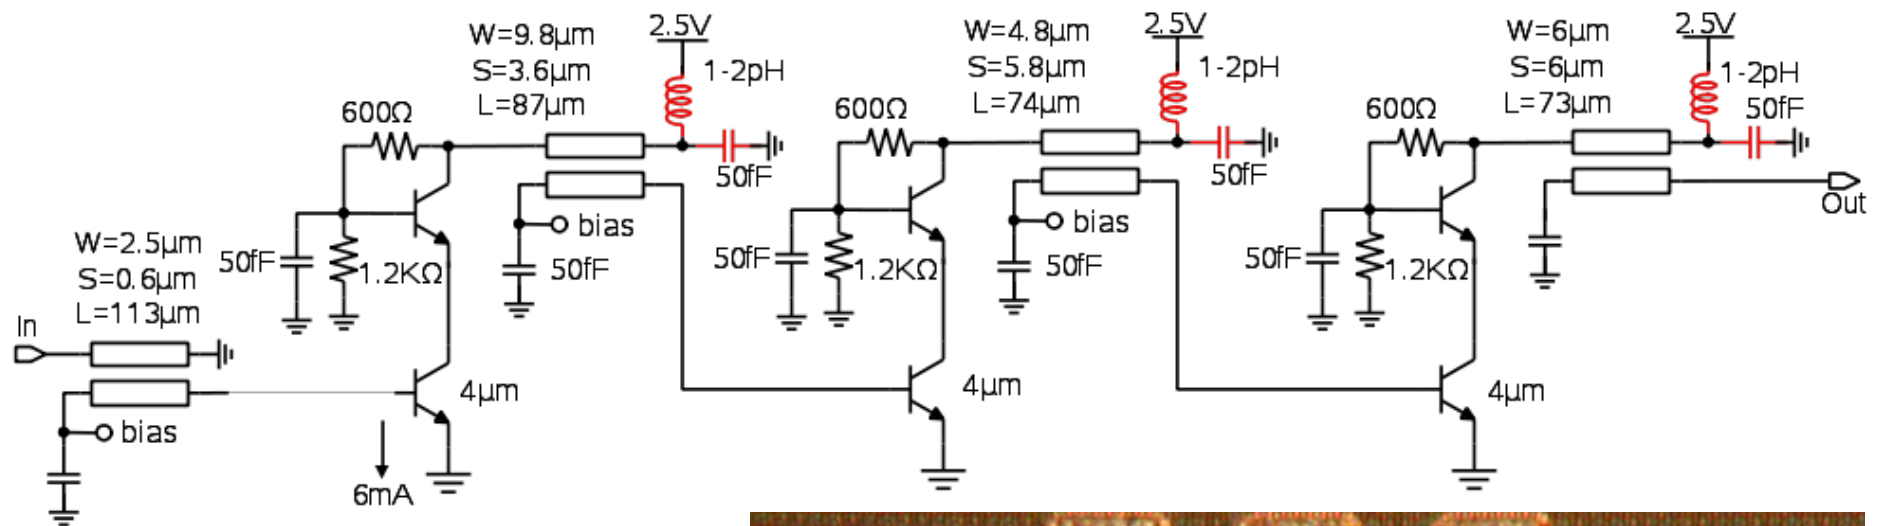 W=9.8µm
S=3.6µm
L=87µm
2.5V
1-2pH
50fF
600Ω
50fF
1.2KΩ
bias
50fF
W=2.5µm
S=0.6µm
L=113µm
In
bias
4µm
6mA
W=4.8µm
S=5.8µm
L=74µm
2.5V
1-2pH
50fF
600Ω
50fF
1.2KΩ
bias
50fF
4µm
W=6µm
S=6µm
L=73µm
2.5V
1-2pH
50fF
600Ω
50fF
1.2KΩ
Out
4µm